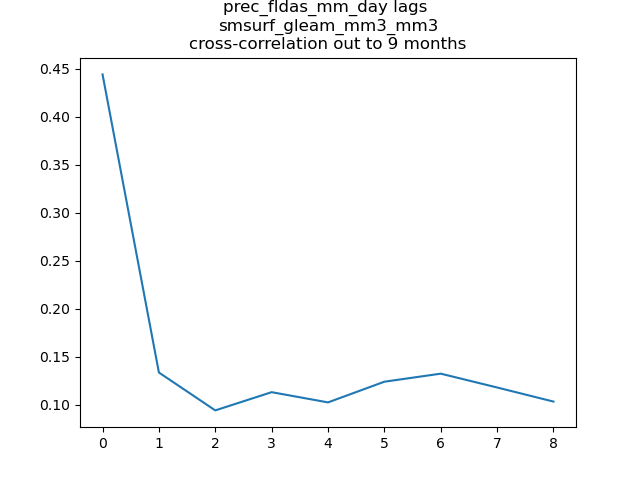 prec_fldas_mm_day lags
smsurf_gleam_mm3_mm3
cross-correlation out to 9 months
0.45
0.40
0.35
0.30
0.25
0.20
0.15
0.10
0 1 2 3 4 5 6 7 8